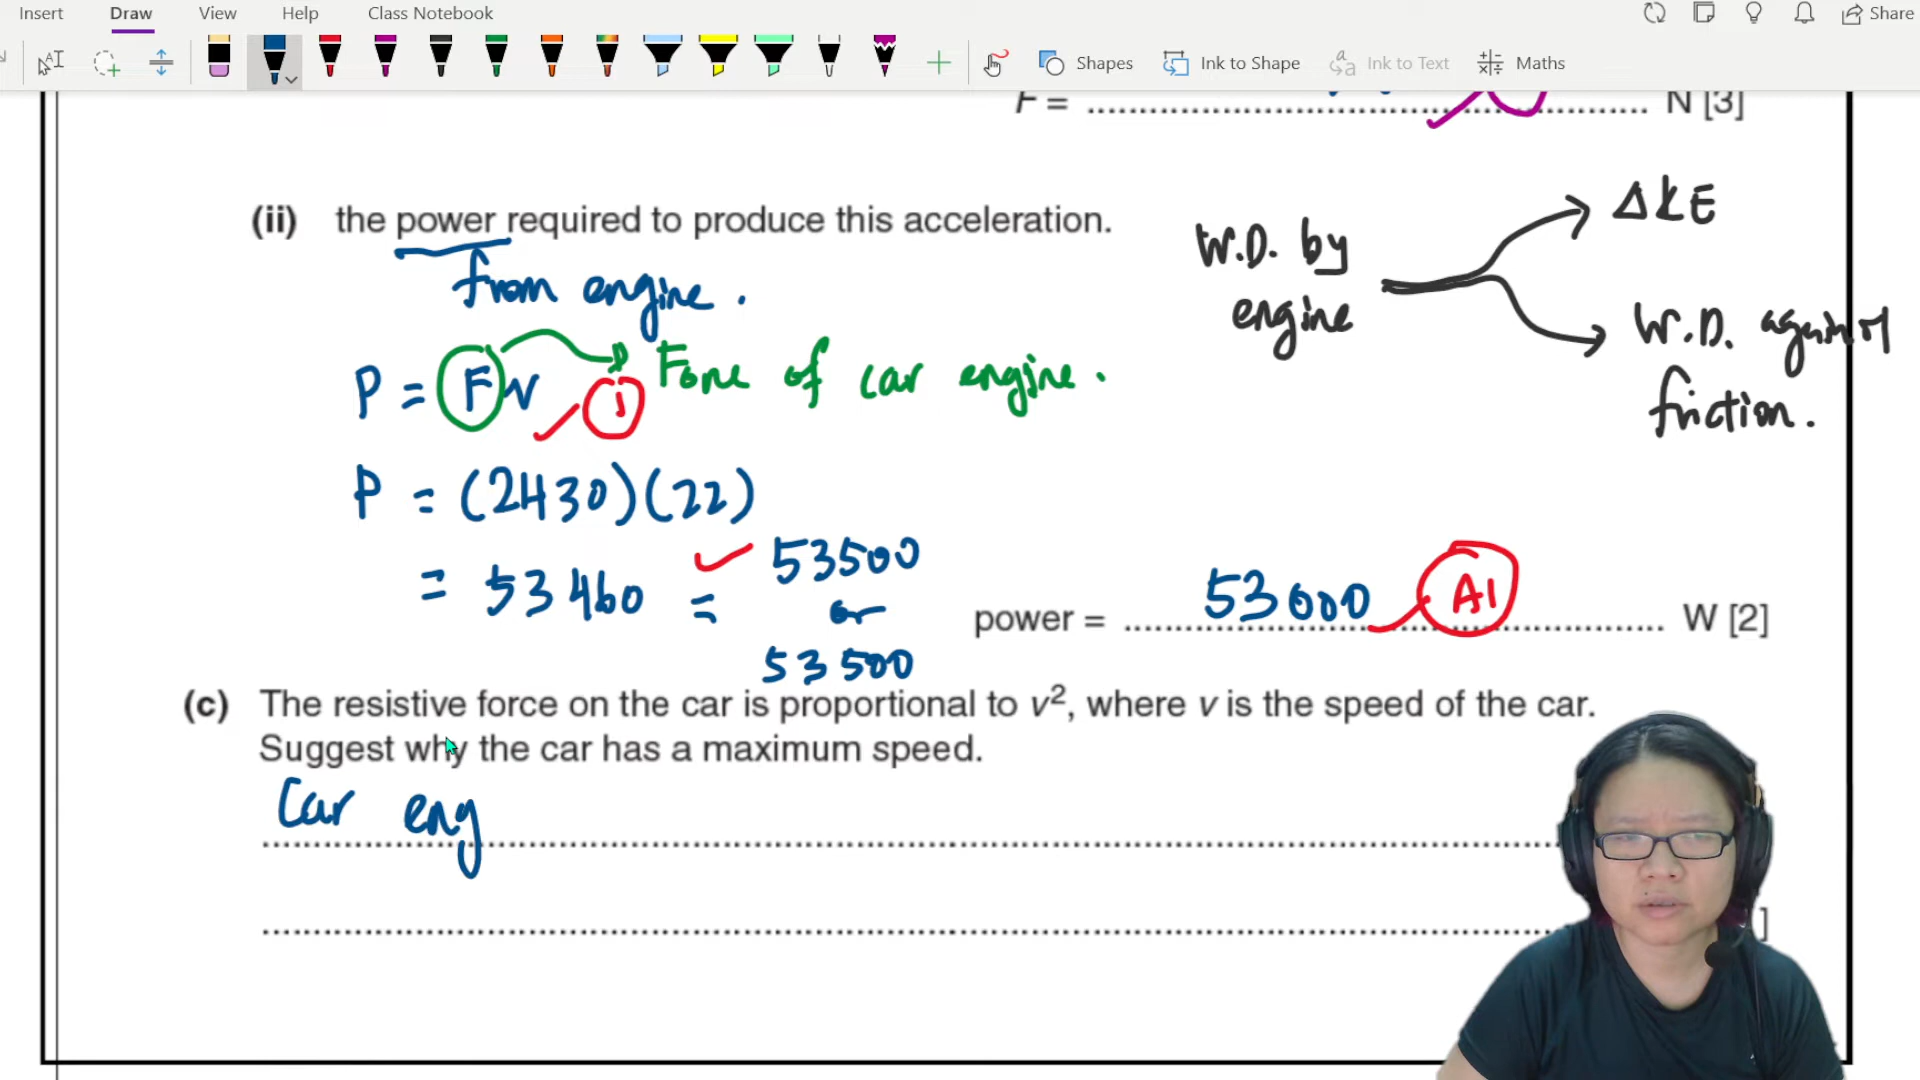 Insert Draw View Help Class Notebook Share
Shapes Ink to Shape Ink to Text Maths
F = ........ N [3]
(ii) the power required to produce this acceleration.
from engine.
W.D. by engine
ΔKE
W.D. against friction.
P = Fv 1 Force of car engine.
P = (2430)(22)
= 53460 = 53500
or
53500
power = 53000 A1 W [2]
(c) The resistive force on the car is proportional to v², where v is the speed of the car.
Suggest why the car has a maximum speed.
Car eng
]